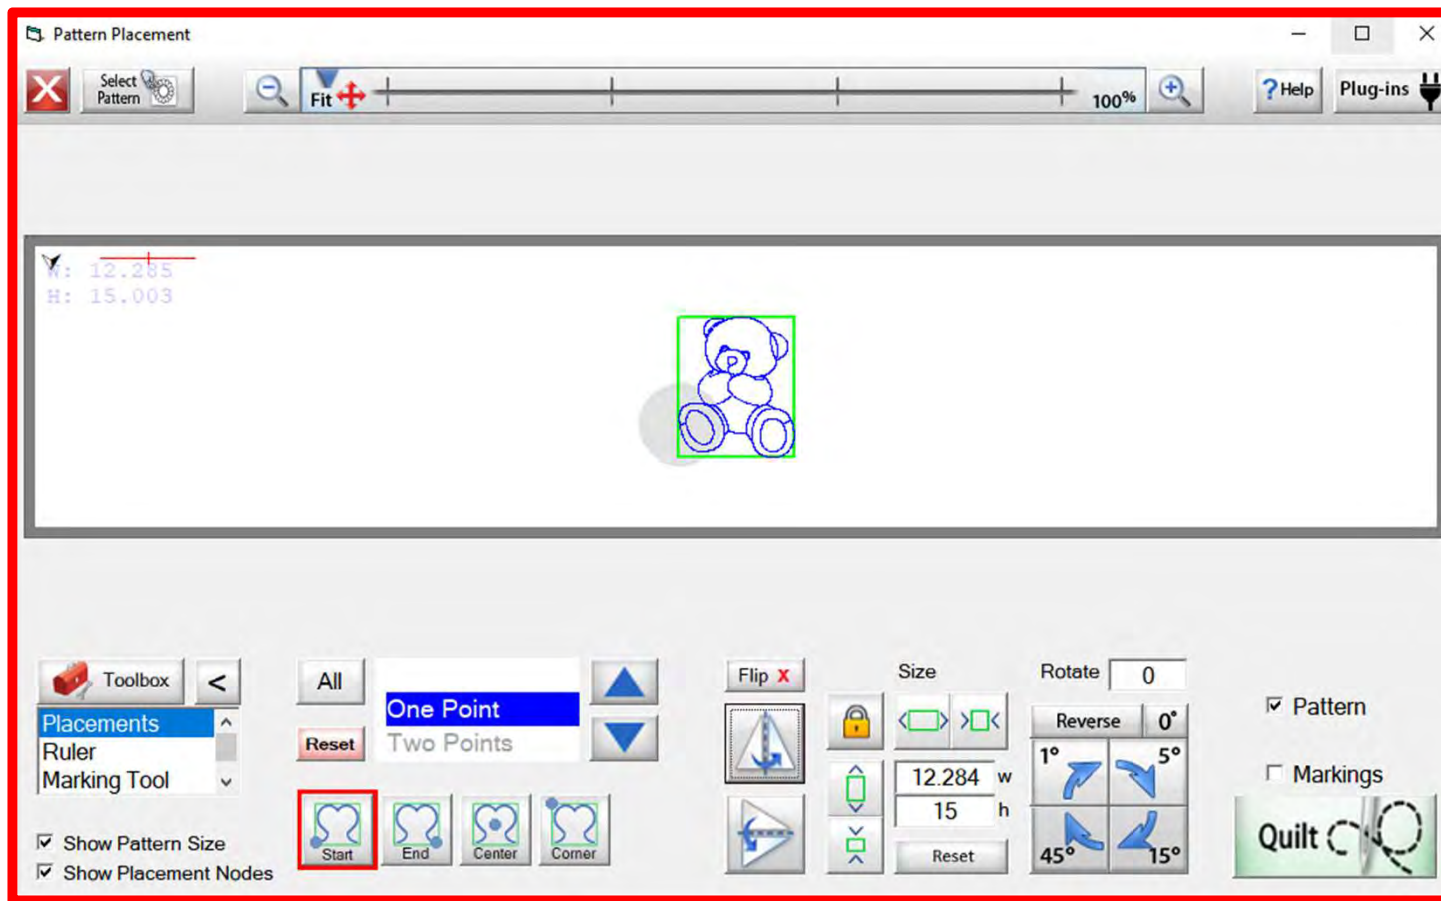 Pattern Placement
Select
Pattern
Fit
100%
?Help
Plug-ins
W: 12.285
H: 15.003
Toolbox
<
Placements
Ruler
Marking Tool
Show Pattern Size
Show Placement Nodes
All
Reset
One Point
Two Points
Start
End
Center
Corner
Flip X
Size
12.284 w
15 h
Reset
Rotate 0
Reverse 0°
1° 5°
45° 15°
Pattern
Markings
Quilt